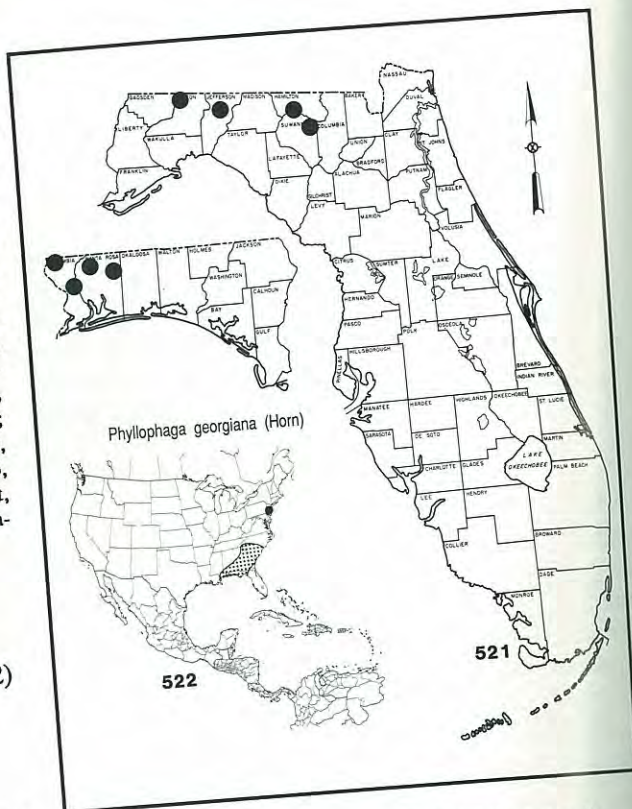 NASSAU
GADSDEN JEFFERSON MADISON HAMILTON BAKER DUVAL
LIBERTY WAKULLA TAYLOR COLUMBIA CLAY ST JOHNS
FRANKLIN LAFAYETTE UNION BRADFORD PUTNAM
DIXIE GILCHRIST ALACHUA FLAGLER
LEVY MARION VOLUSIA
ROSA OKALOOSA WALTON HOLMES JACKSON
WASHINGTON CALHOUN
BAY GULF
CITRUS SUMTER LAKE
HERNANDO ORANGE SEMINOLE
PASCO POLK OSCEOLA
HILLSBOROUGH PINELLAS BREVARD
INDIAN RIVER
MANATEE HARDEE HIGHLANDS OKEECHOBEE ST LUCIE
SARASOTA DE SOTO MARTIN
CHARLOTTE GLADES LAKE OKEECHOBEE PALM BEACH
LEE HENDRY
COLLIER BROWARD
MONROE DADE
Phyllophaga georgiana (Horn)
521
522